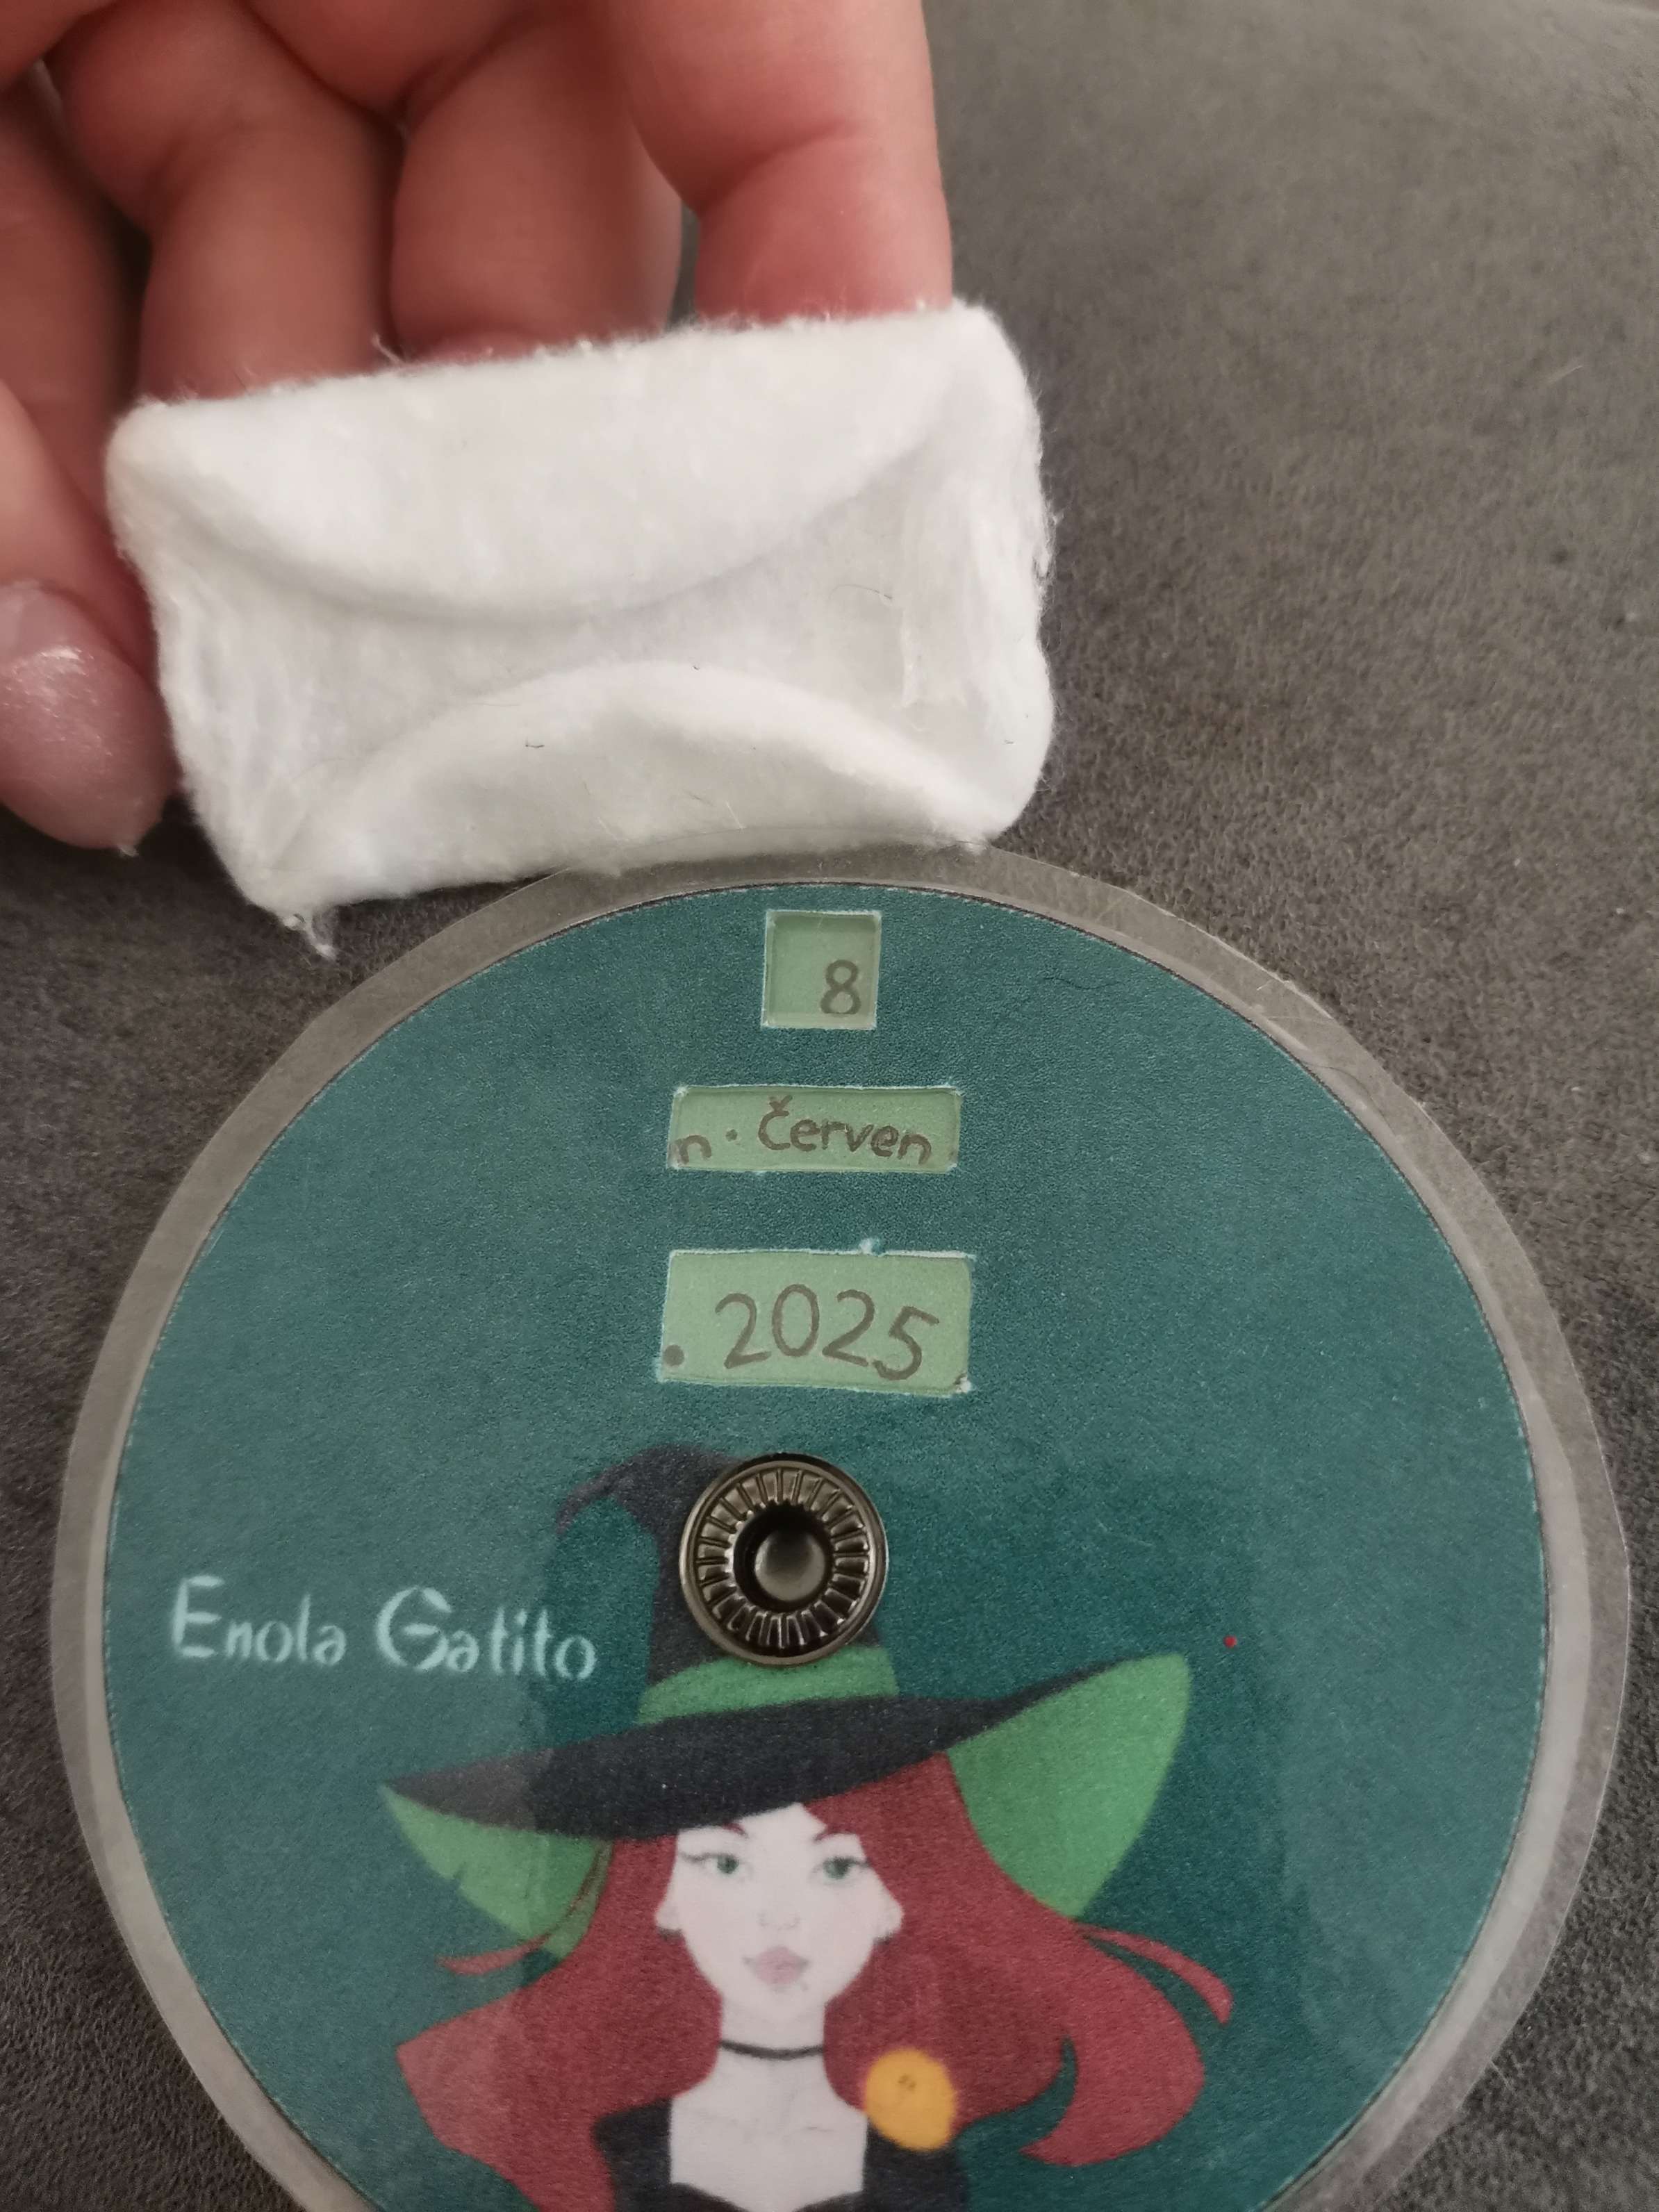 8
n. Červen
. 2025
Enola Gatito